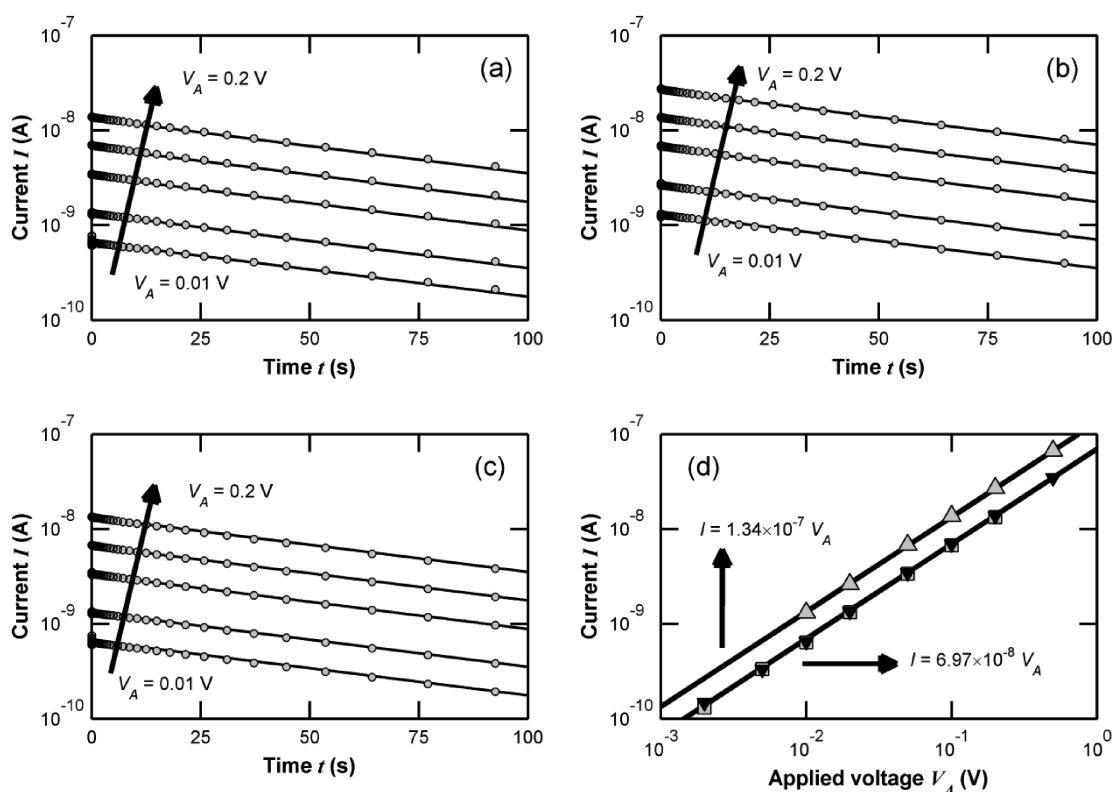 10⁻⁷
10⁻⁸
10⁻⁹
10⁻¹⁰
Current I (A)
(a)
V_A = 0.2 V
V_A = 0.01 V
0 25 50 75 100
Time t (s)
10⁻⁷
10⁻⁸
10⁻⁹
10⁻¹⁰
Current I (A)
(b)
V_A = 0.2 V
V_A = 0.01 V
0 25 50 75 100
Time t (s)
10⁻⁷
10⁻⁸
10⁻⁹
10⁻¹⁰
Current I (A)
(c)
V_A = 0.2 V
V_A = 0.01 V
0 25 50 75 100
Time t (s)
10⁻⁷
10⁻⁸
10⁻⁹
10⁻¹⁰
Current I (A)
(d)
I = 1.34×10⁻⁷ V_A
I = 6.97×10⁻⁸ V_A
10⁻³ 10⁻² 10⁻¹ 10⁰
Applied voltage V_A (V)